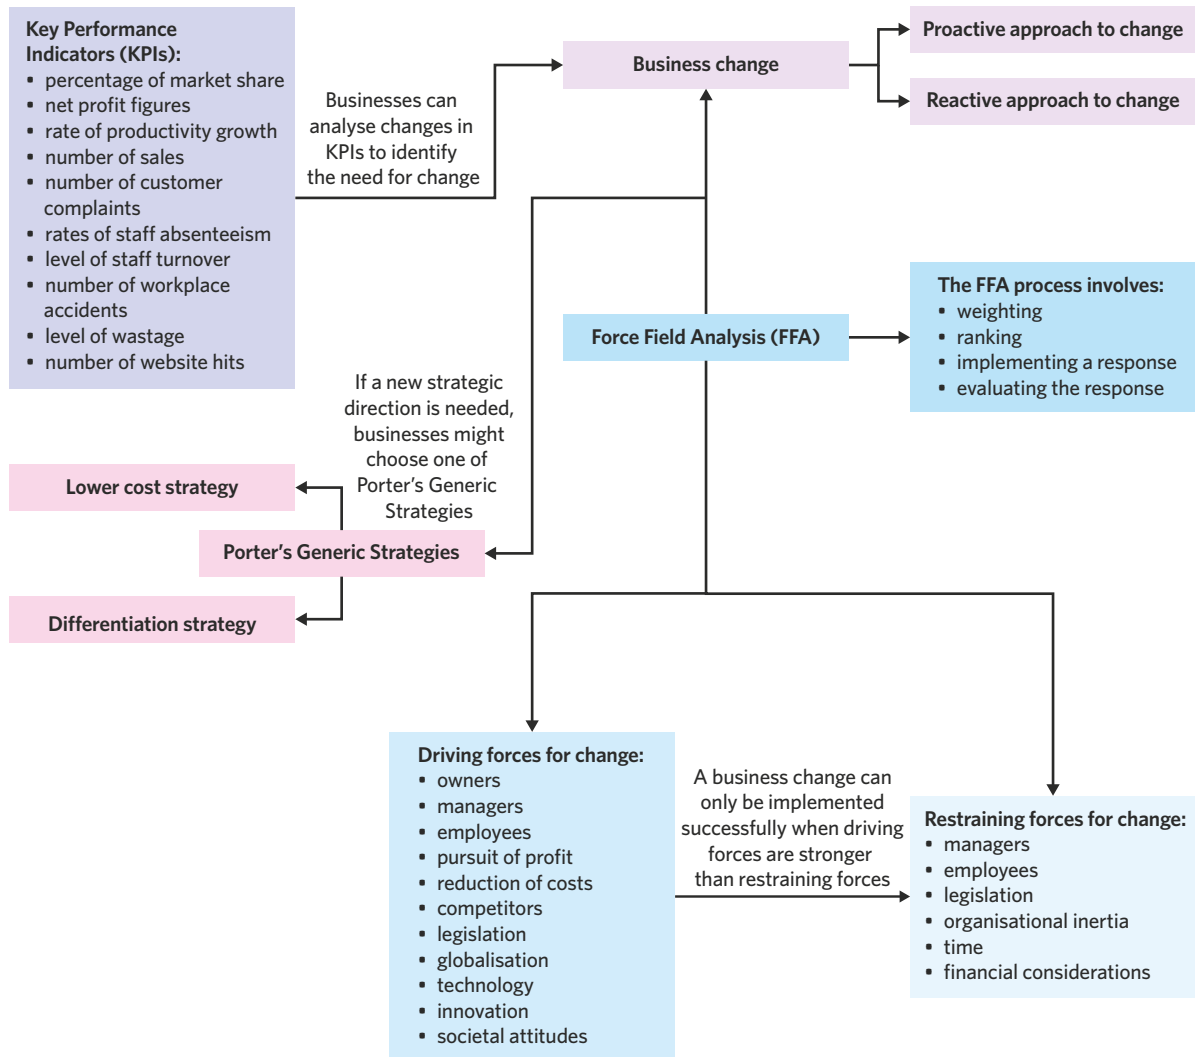 Key Performance
Indicators (KPIs):
▪ percentage of market share
▪ net profit figures
▪ rate of productivity growth
▪ number of sales
▪ number of customer
complaints
▪ rates of staff absenteeism
▪ level of staff turnover
▪ number of workplace
accidents
▪ level of wastage
▪ number of website hits
Businesses can
analyse changes in
KPIs to identify
the need for change
Business change
Proactive approach to change
Reactive approach to change
Force Field Analysis (FFA)
The FFA process involves:
▪ weighting
▪ ranking
▪ implementing a response
▪ evaluating the response
If a new strategic
direction is needed,
businesses might
choose one of
Porter’s Generic
Strategies
Lower cost strategy
Porter’s Generic Strategies
Differentiation strategy
Driving forces for change:
▪ owners
▪ managers
▪ employees
▪ pursuit of profit
▪ reduction of costs
▪ competitors
▪ legislation
▪ globalisation
▪ technology
▪ innovation
▪ societal attitudes
A business change can
only be implemented
successfully when driving
forces are stronger
than restraining forces
Restraining forces for change:
▪ managers
▪ employees
▪ legislation
▪ organisational inertia
▪ time
▪ financial considerations